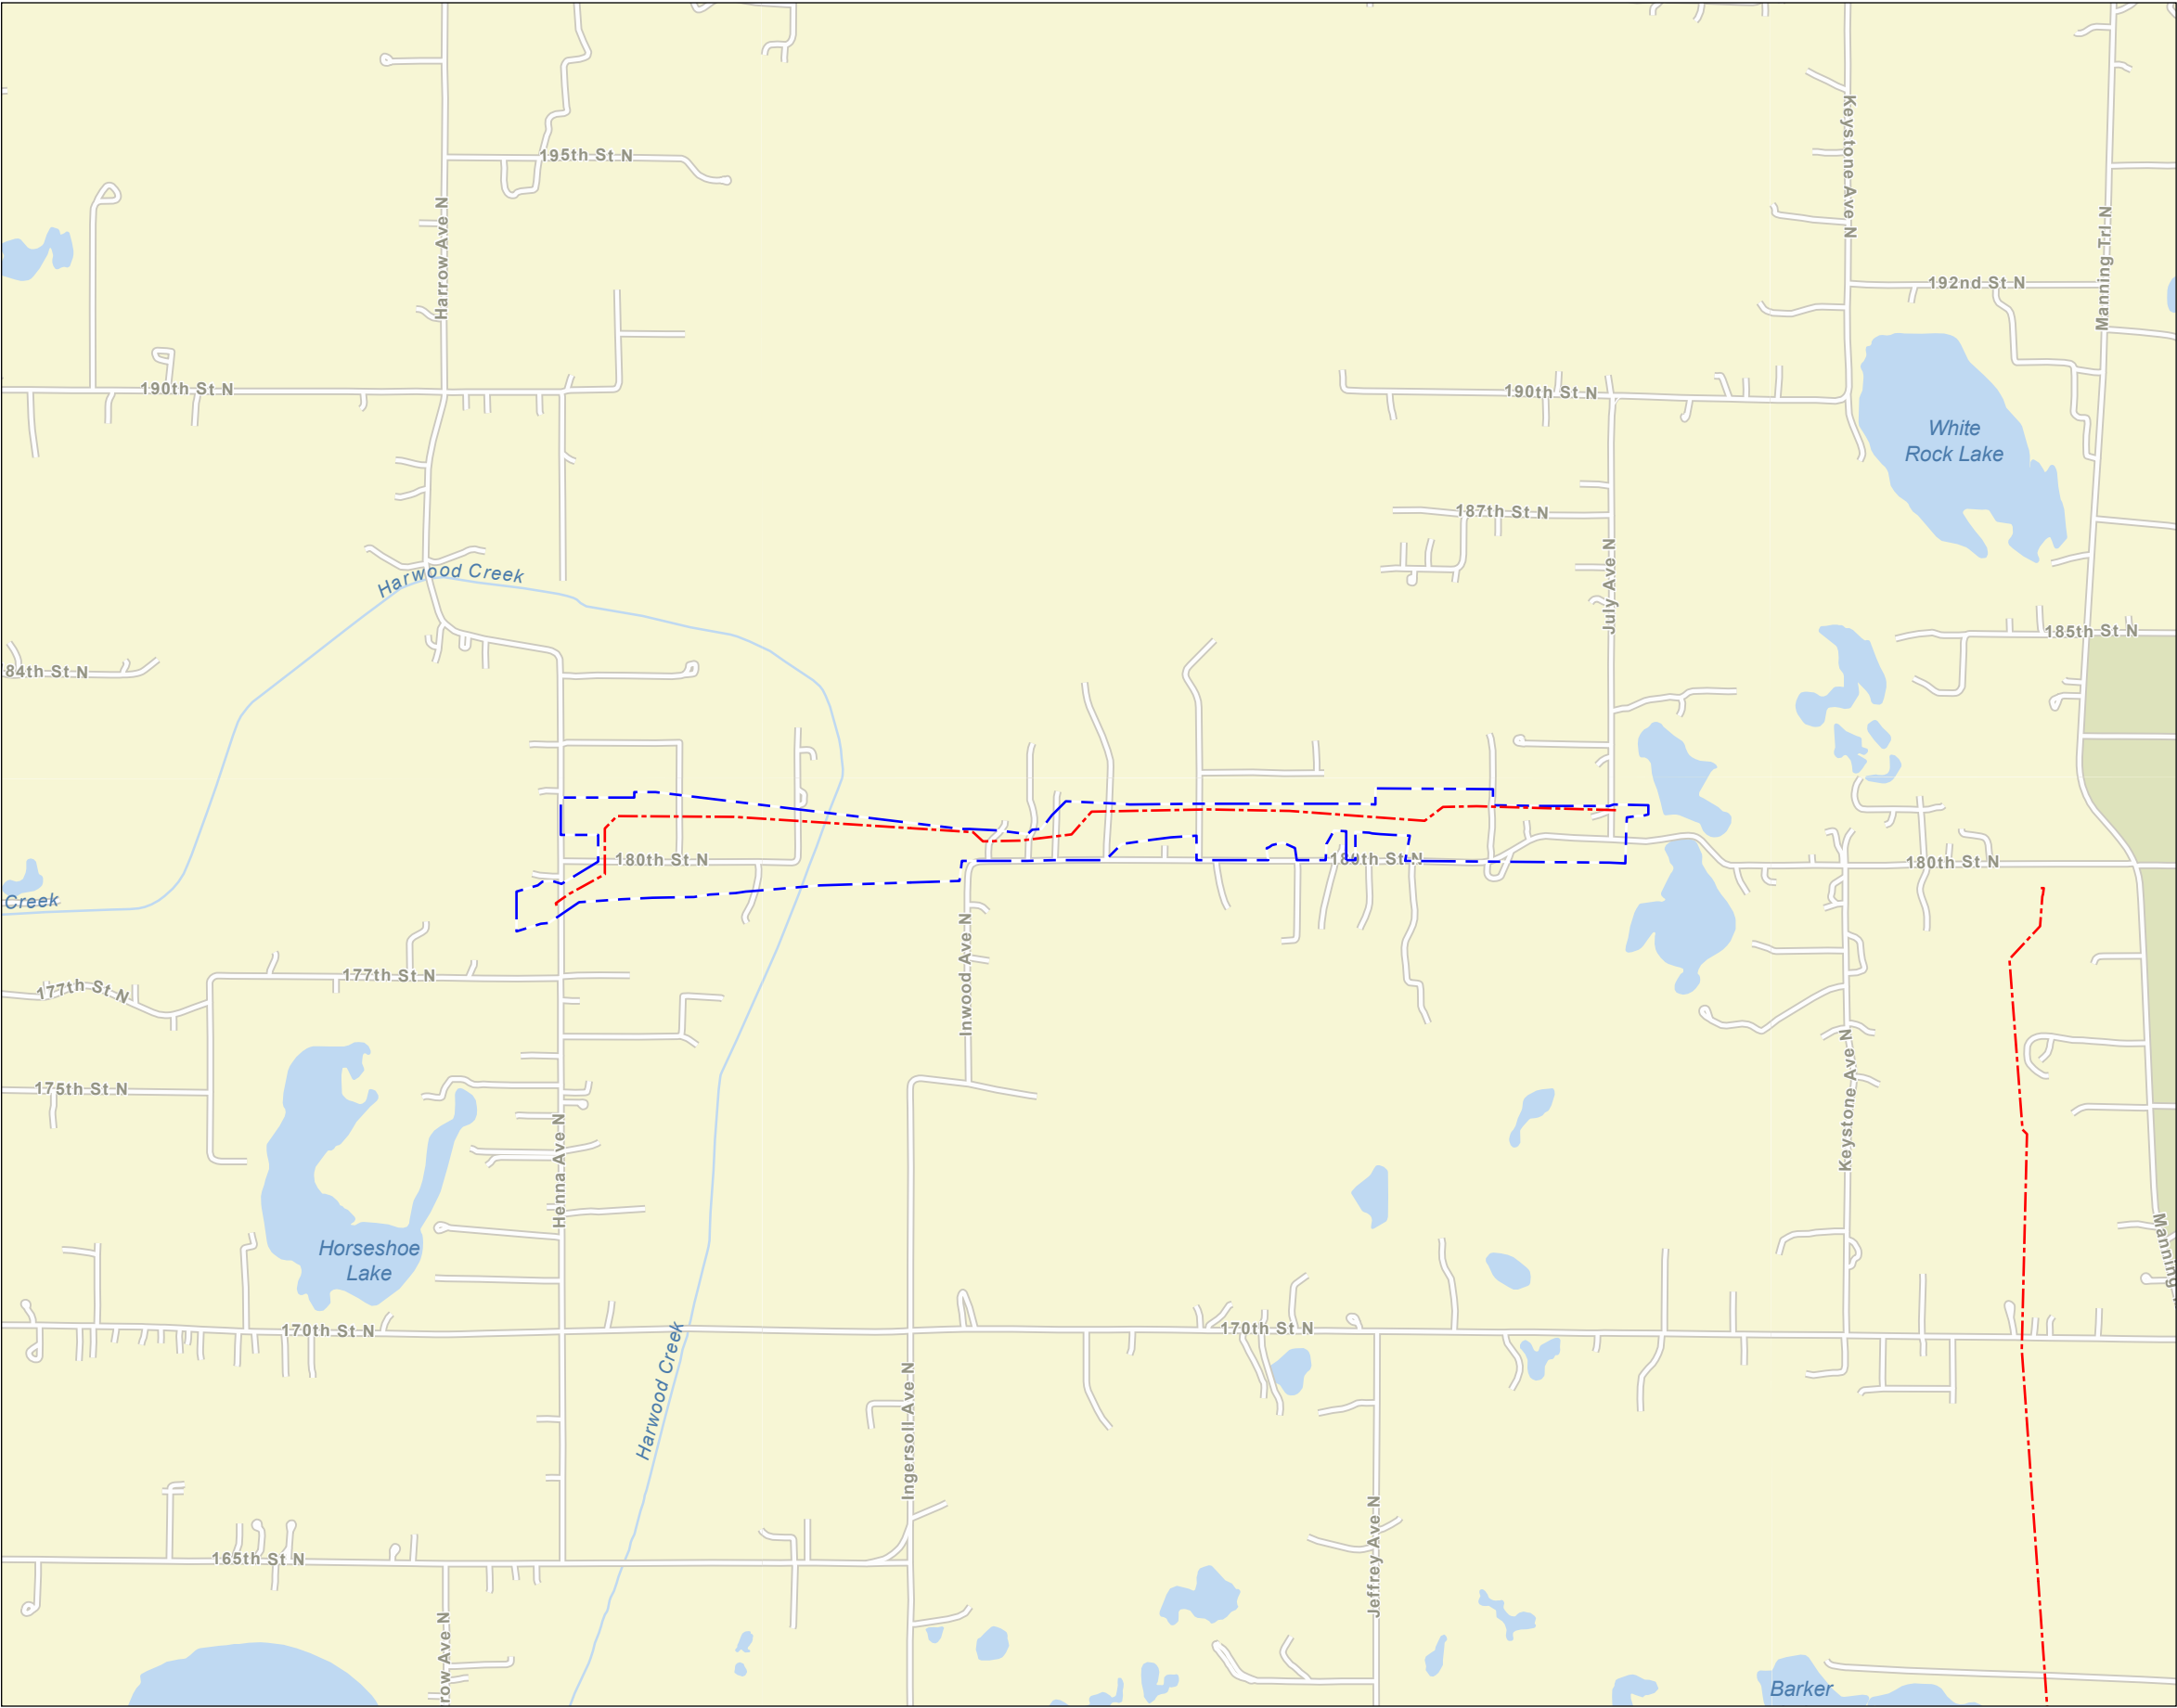 195th St N
Keystone Ave N
Harrow Ave N
Manning Trl N
192nd St N
190th St N
190th St N
White
Rock Lake
187th St N
Harwood Creek
July Ave N
185th St N
84th St N
180th St N
180th St N
180th St N
Creek
Inwood Ave N
177th St N
177th St N
175th St N
Keystone Ave N
Henna Ave N
Horseshoe
Lake
Manning
170th St N
170th St N
Harwood Creek
Ingersoll Ave N
Jeffrey Ave N
165th St N
row Ave N
Barker